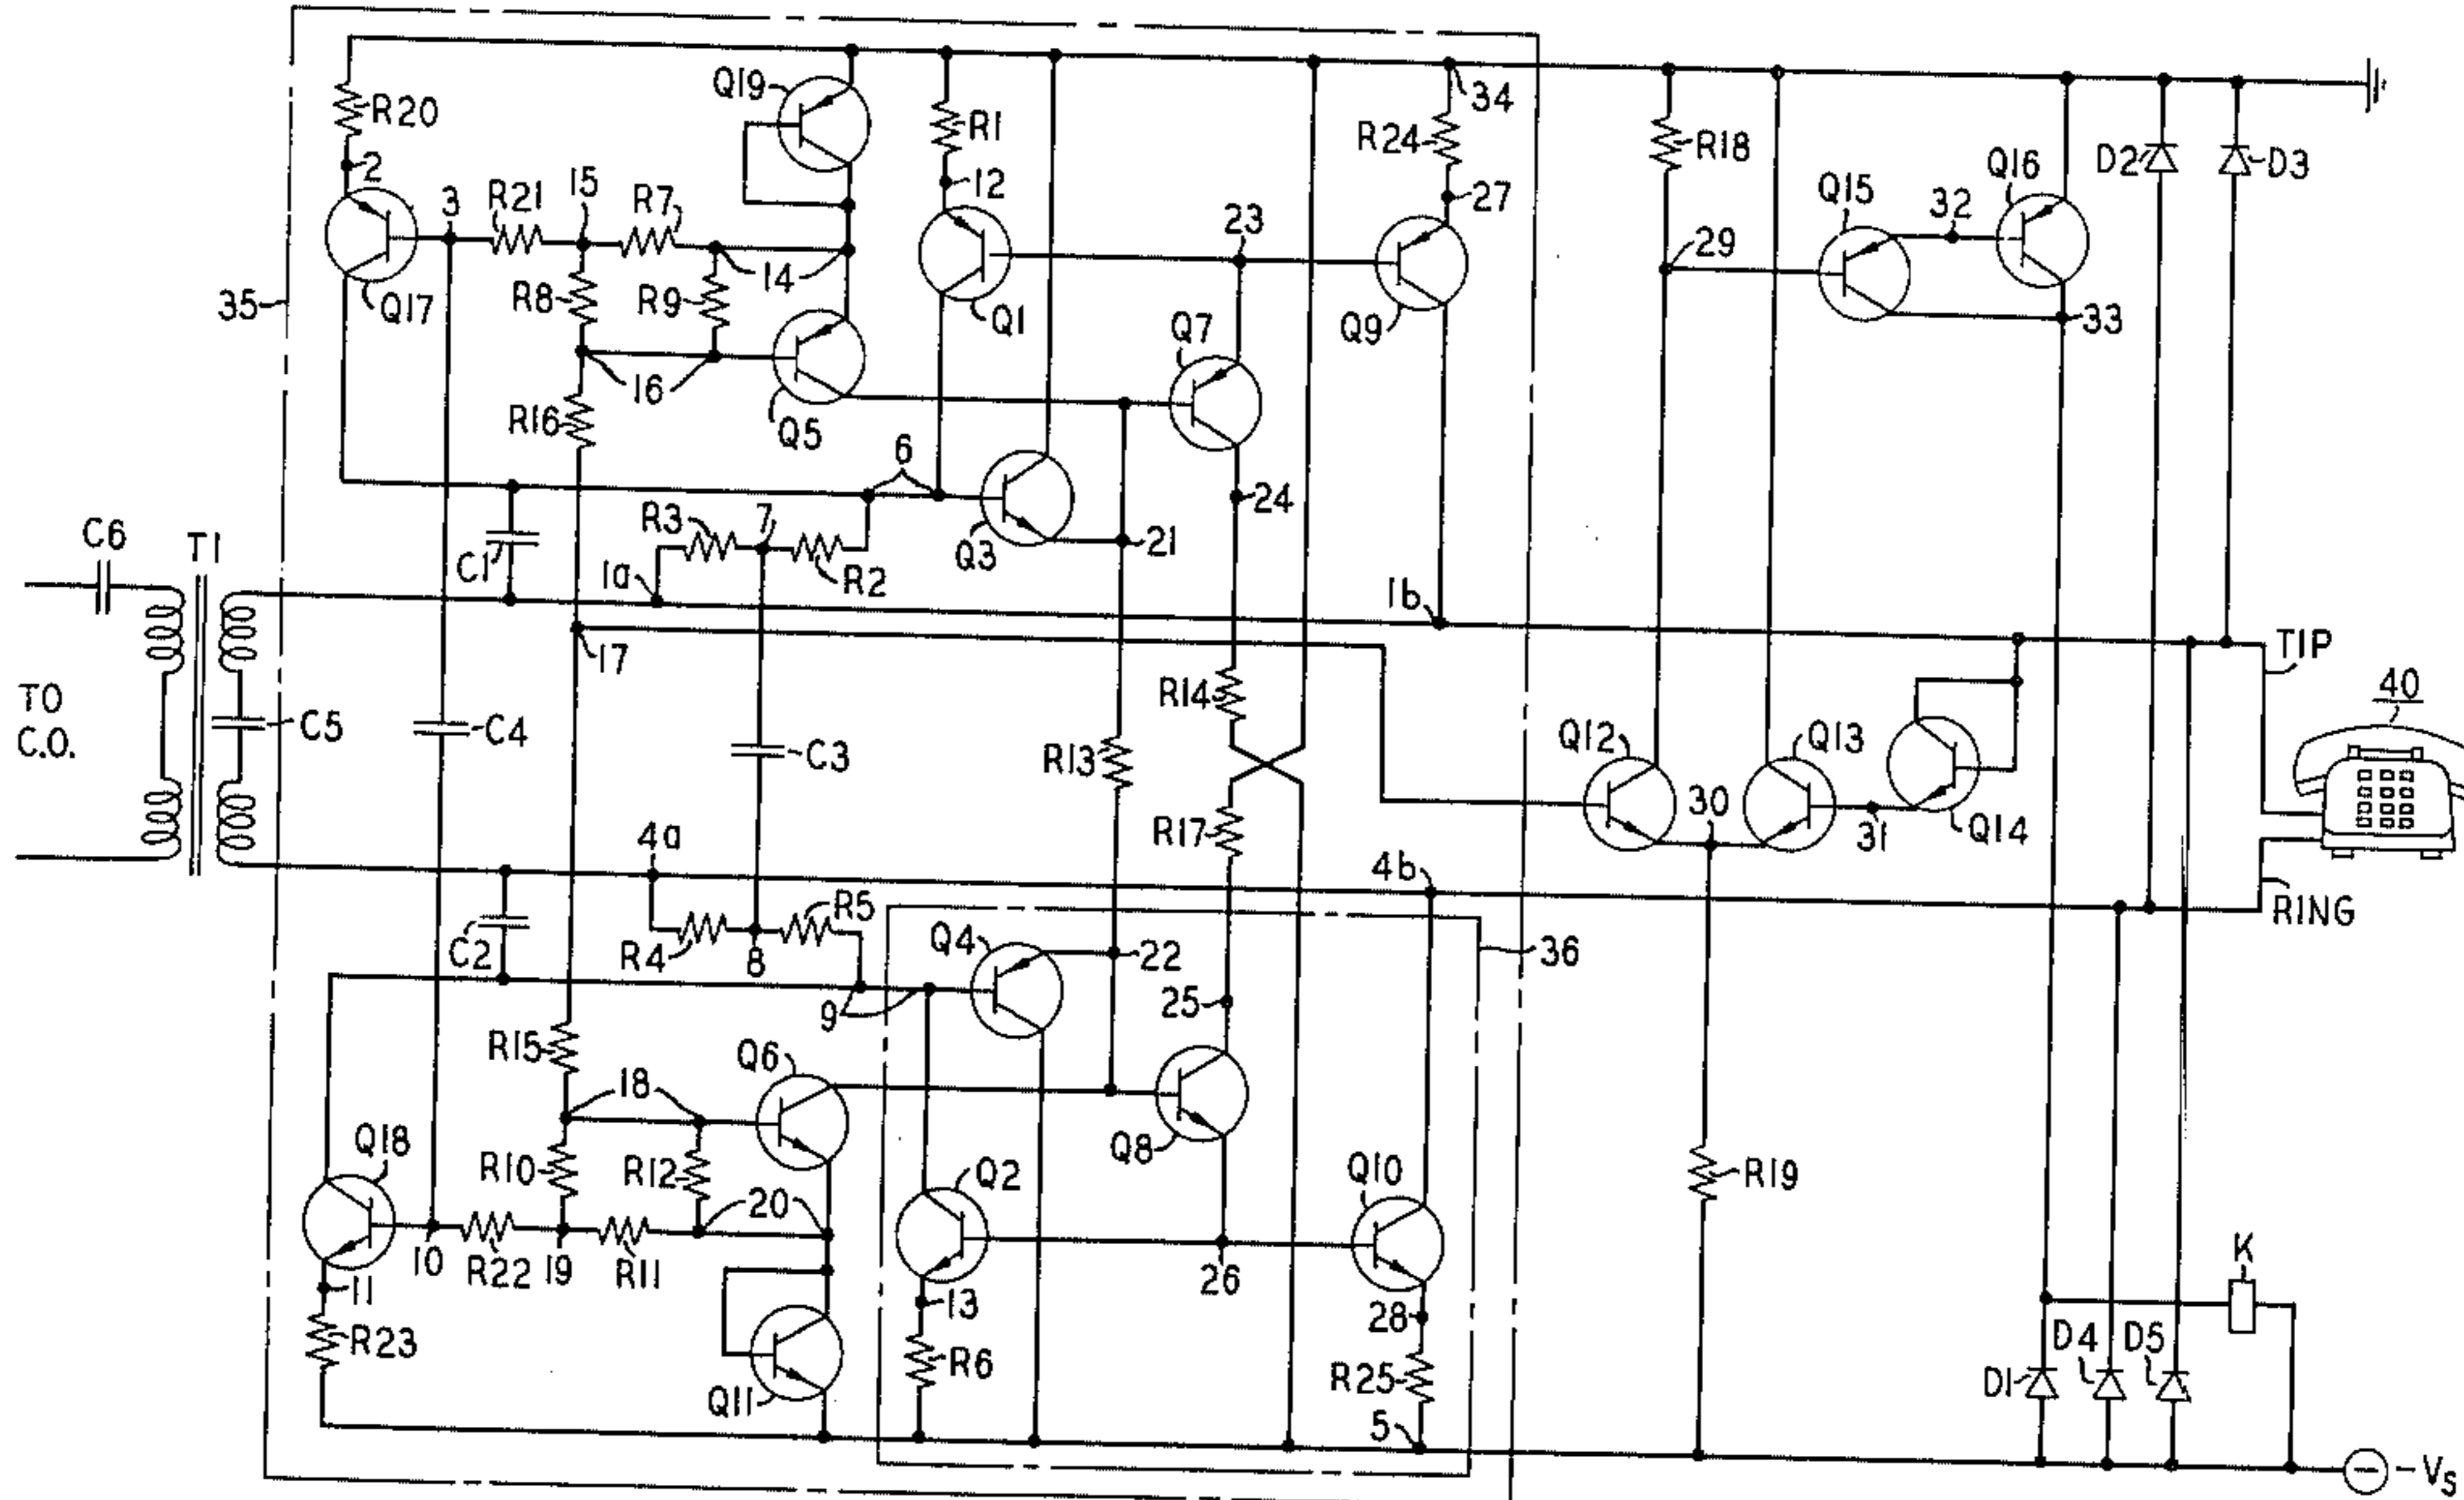 Q19
R20
R1
34
R24
R18
Q16
D2
D3
2
12
27
Q15
32
3
R21
15
R7
23
29
14
35
Q17
R8
R9
Q1
Q7
Q9
33
16
R16
Q5
6
24
R3
7
C6
T1
C1
Q3
21
1a
R2
1b
17
TIP
R14
40
TO
C.O.
C5
C4
Q12
Q13
C3
R13
30
31
Q14
R17
4a
4b
R5
RING
C2
R4
8
Q4
22
36
9
25
R15
Q6
18
Q18
R10
R12
Q8
Q2
Q10
R19
20
10
R22
19
R11
26
K
11
13
28
R23
R6
D4
D5
R25
D1
Q11
5
-VS